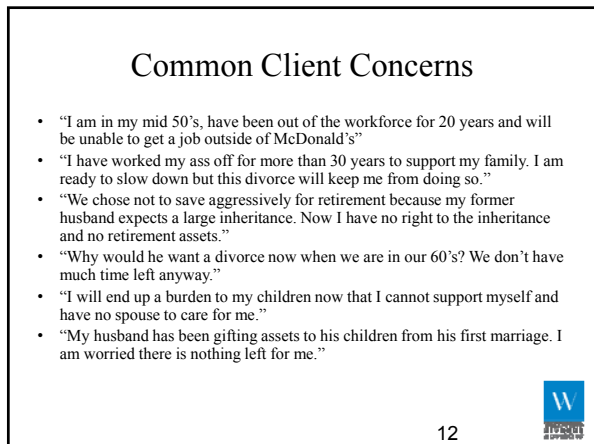 Common Client Concerns
• “I am in my mid 50’s, have been out of the workforce for 20 years and will
be unable to get a job outside of McDonald’s”
• “I have worked my ass off for more than 30 years to support my family. I am
ready to slow down but this divorce will keep me from doing so.”
• “We chose not to save aggressively for retirement because my former
husband expects a large inheritance. Now I have no right to the inheritance
and no retirement assets.”
• “Why would he want a divorce now when we are in our 60’s? We don’t have
much time left anyway.”
• “I will end up a burden to my children now that I cannot support myself and
have no spouse to care for me.”
• “My husband has been gifting assets to his children from his first marriage. I
am worried there is nothing left for me.”
W
12